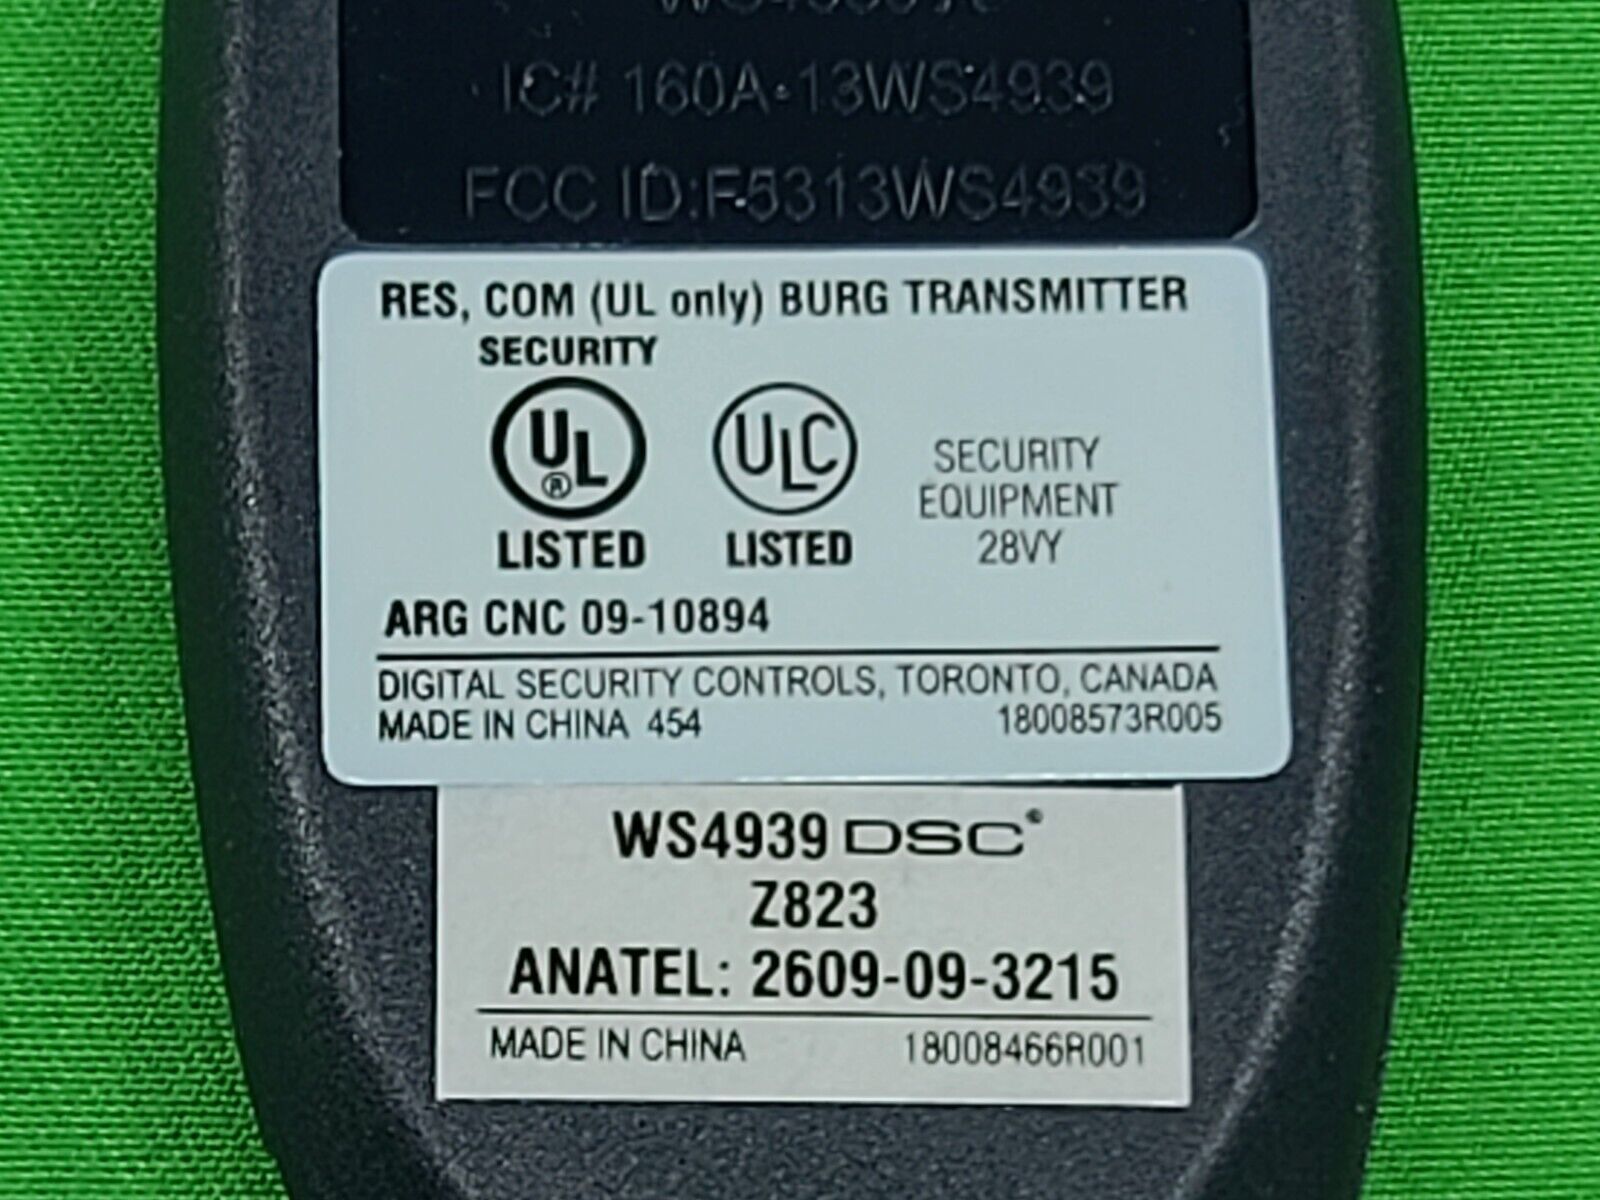 IC# 160A-13WS4939
FCC ID:F5313WS4939
RES, COM (UL only) BURG TRANSMITTER
SECURITY
UL ® ULC
SECURITY
EQUIPMENT
28VY
LISTED LISTED
ARG CNC 09-10894
DIGITAL SECURITY CONTROLS, TORONTO, CANADA
MADE IN CHINA 454 18008573R005
WS4939 DSC®
Z823
ANATEL: 2609-09-3215
MADE IN CHINA 18008466R001